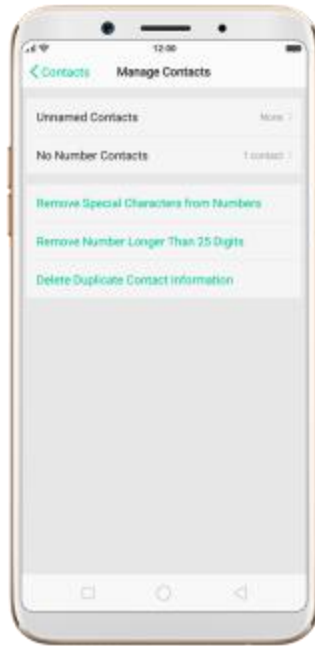 12:00
Contacts
Manage Contacts
Unnamed Contacts
None
No Number Contacts
1 contact
Remove Special Characters from Numbers
Remove Number Longer Than 25 Digits
Delete Duplicate Contact Information